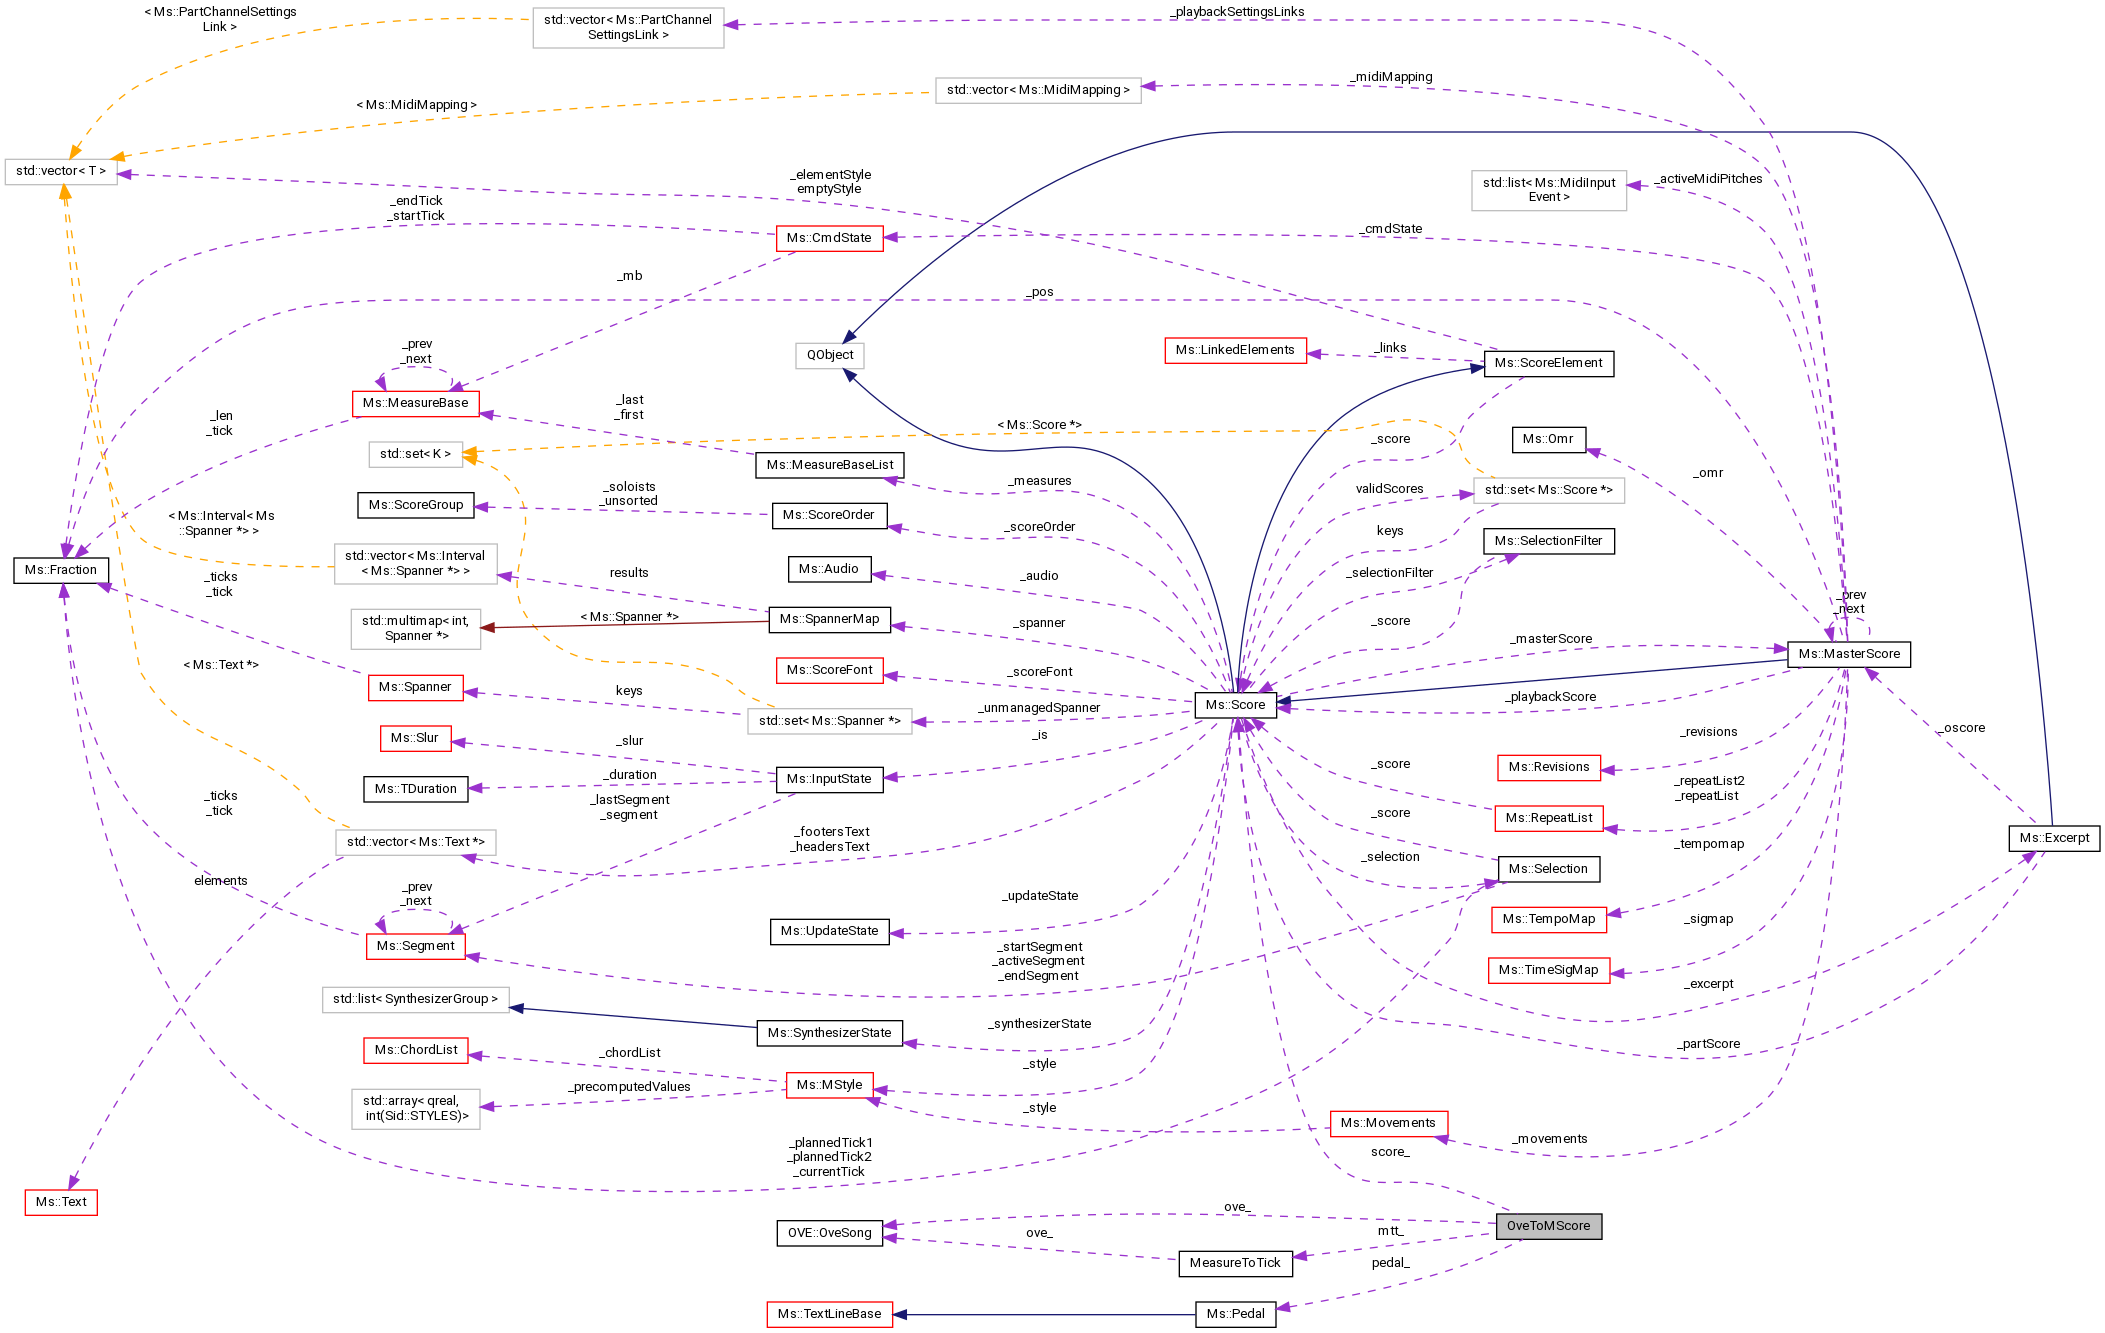 < Ms::PartChannelSettings
Link >
std::vector< Ms::PartChannel
SettingsLink >
_playbackSettingsLinks
< Ms::MidiMapping >
std::vector< Ms::MidiMapping >
_midiMapping
std::vector< T >
_elementStyle
emptyStyle
std::list< Ms::MidiInput
Event >
_activeMidiPitches
_endTick
_startTick
Ms::CmdState
_cmdState
_mb
_pos
QObject
Ms::LinkedElements
_links
Ms::ScoreElement
_prev
_next
Ms::MeasureBase
_len
_tick
_last
_first
< Ms::Score *>
_score
Ms::Omr
_omr
std::set< K >
Ms::MeasureBaseList
_measures
validScores
std::set< Ms::Score *>
Ms::ScoreGroup
_soloists
_unsorted
Ms::ScoreOrder
_scoreOrder
keys
Ms::SelectionFilter
< Ms::Interval< Ms
::Spanner *> >
std::vector< Ms::Interval
< Ms::Spanner *> >
results
Ms::Audio
_audio
_selectionFilter
Ms::Fraction
_ticks
_tick
std::multimap< int,
Spanner *>
< Ms::Spanner *>
Ms::SpannerMap
_spanner
_score
_prev
_next
_masterScore
Ms::MasterScore
< Ms::Text *>
Ms::Spanner
keys
Ms::ScoreFont
_scoreFont
std::set< Ms::Spanner *>
_unmanagedSpanner
Ms::Score
_playbackScore
_oscore
Ms::Slur
_slur
_is
_revisions
Ms::Revisions
Ms::TDuration
_duration
Ms::InputState
_score
_repeatList2
_repeatList
_ticks
_tick
_lastSegment
_segment
Ms::RepeatList
std::vector< Ms::Text *>
_footersText
_headersText
_score
_tempomap
Ms::Excerpt
elements
_prev
_next
_selection
Ms::Selection
_updateState
Ms::TempoMap
_sigmap
Ms::Segment
Ms::UpdateState
_startSegment
_activeSegment
_endSegment
Ms::TimeSigMap
_excerpt
std::list< SynthesizerGroup >
Ms::SynthesizerState
_synthesizerState
_partScore
Ms::ChordList
_chordList
_style
std::array< qreal,
int(Sid::STYLES)>
_precomputedValues
Ms::MStyle
_style
Ms::Movements
_movements
_plannedTick1
_plannedTick2
_currentTick
score_
Ms::Text
OVE::OveSong
ove_
OveToMScore
ove_
MeasureToTick
mtt_
pedal_
Ms::TextLineBase
Ms::Pedal